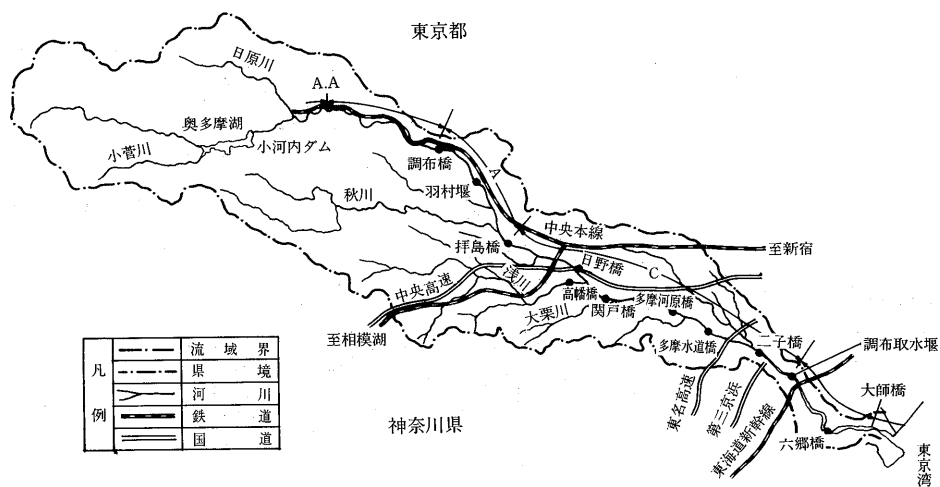 東京都
日原川
A.A
奥多摩湖
小河内ダム
小菅川
調布橋
羽村堰
A
秋川
中央本線
至新宿
拝島橋
日野橋
C
浅川
中央高速
高幡橋
多摩河原橋
関戸橋
大栗川
二子橋
至相模湖
多摩水道橋
調布取水堰
大師橋
東名高速
第三京浜
東海道新幹線
六郷橋
東京湾
神奈川県
凡例
流域界
県境
河川
鉄道
国道